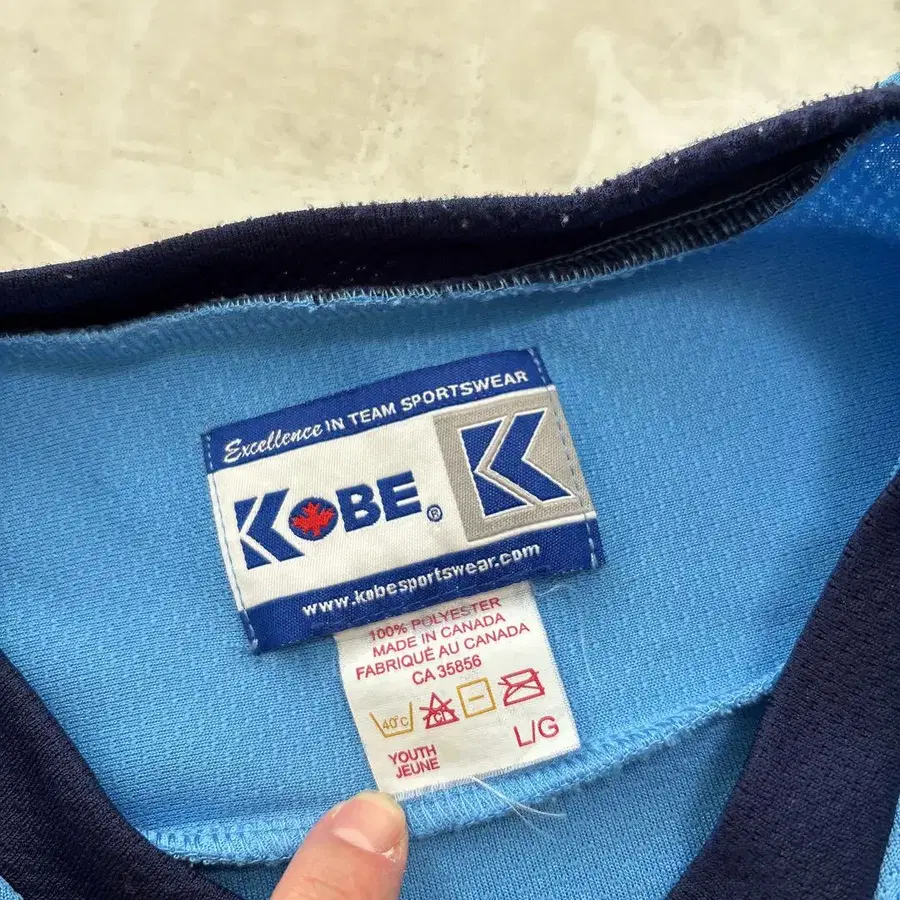 Excellence IN TEAM SPORTSWEAR
KOBE®
www.kobesportswear.com
100% POLYESTER
MADE IN CANADA
FABRIQUÉ AU CANADA
CA 35856
40°C CL
YOUTH L/G
JEUNE